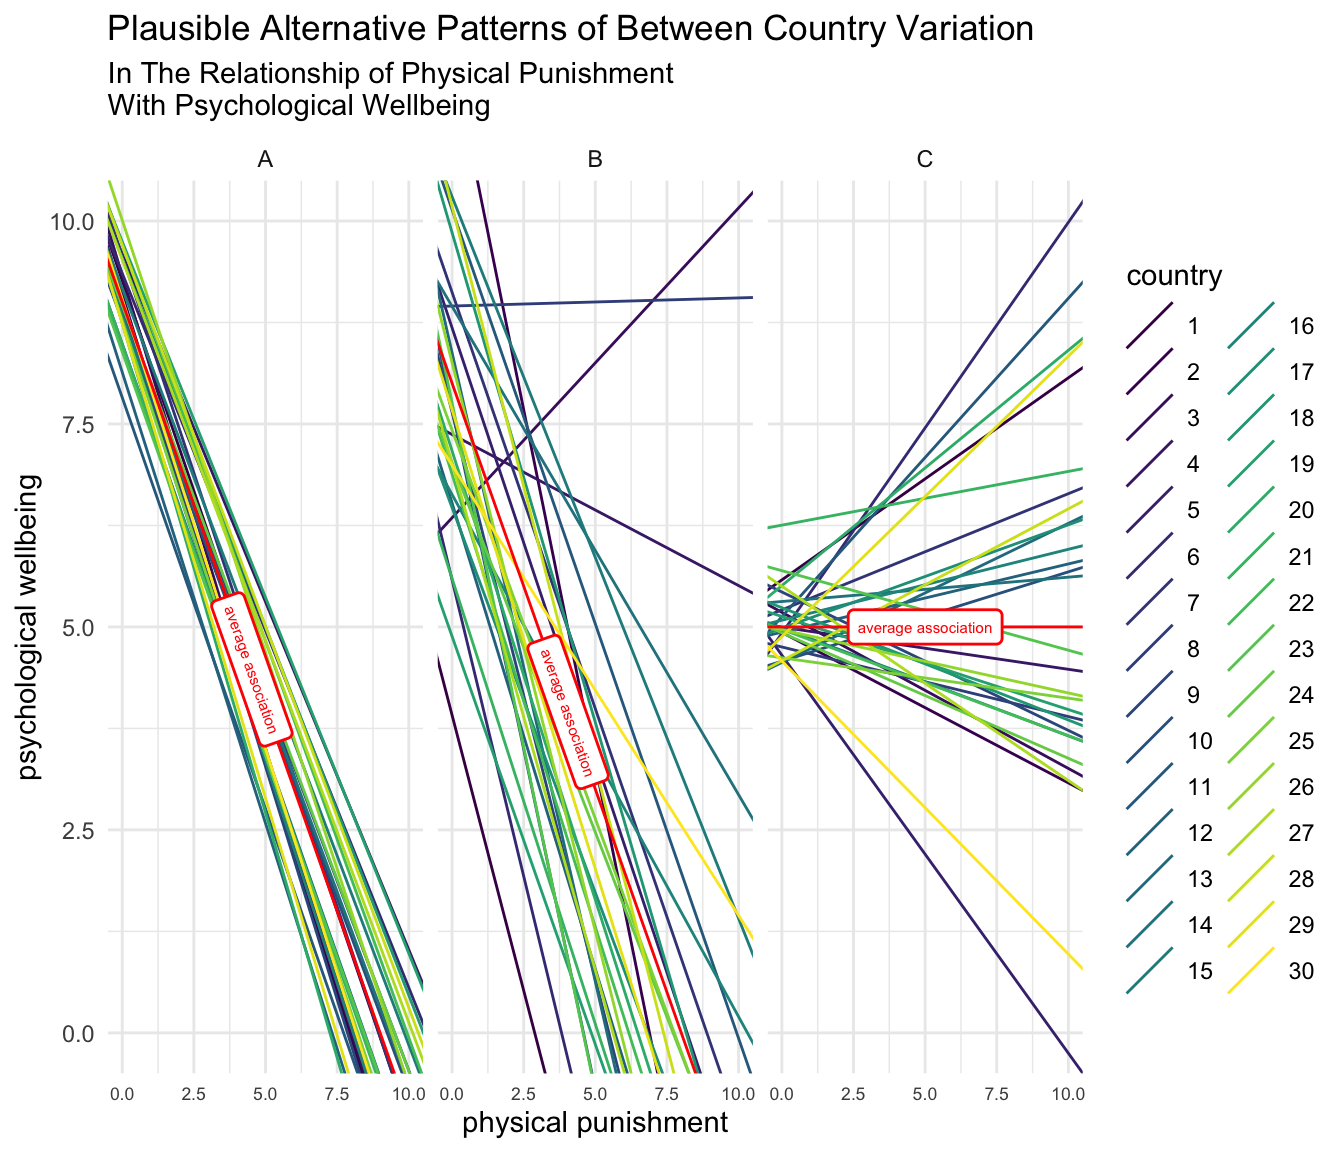 Plausible Alternative Patterns of Between Country Variation
In The Relationship of Physical Punishment
With Psychological Wellbeing
A B C
psychological wellbeing
10.0
7.5
5.0
2.5
0.0
average association
average association
average association
0.0 2.5 5.0 7.5 10.0 0.0 2.5 5.0 7.5 10.0 0.0 2.5 5.0 7.5 10.0
physical punishment
country
1 16
2 17
3 18
4 19
5 20
6 21
7 22
8 23
9 24
10 25
11 26
12 27
13 28
14 29
15 30